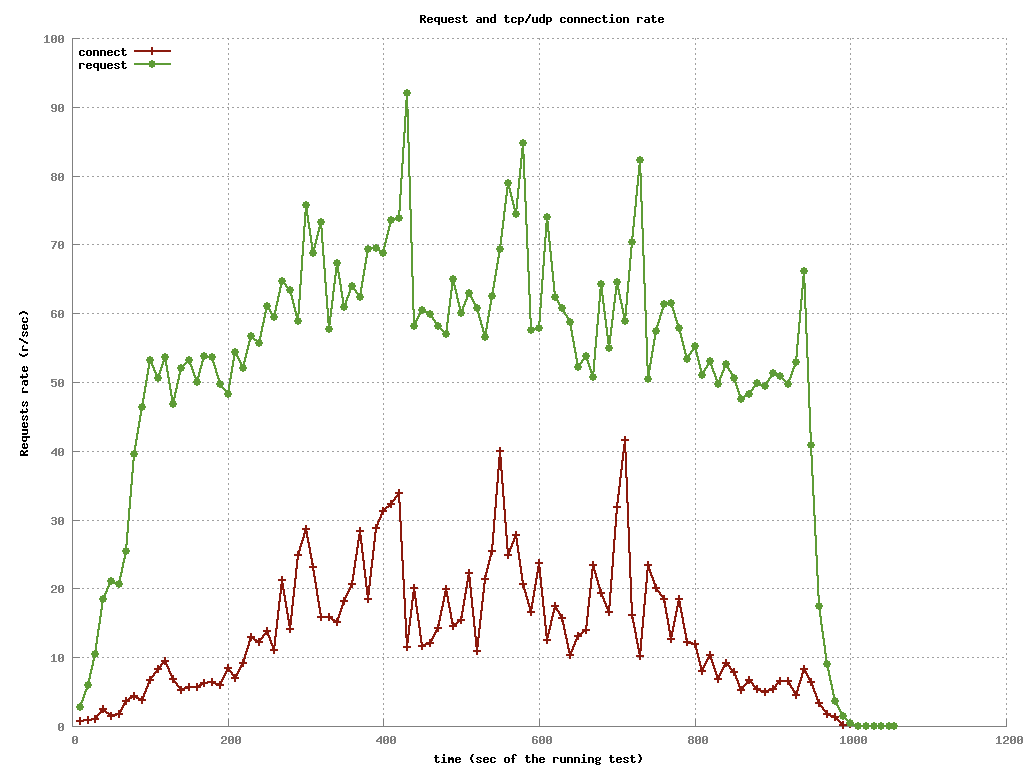 Request and tcp/udp connection rate
connect
request
100
90
80
70
60
50
40
30
20
10
0
Requests rate (r/sec)
0 200 400 600 800 1000 1200
time (sec of the running test)